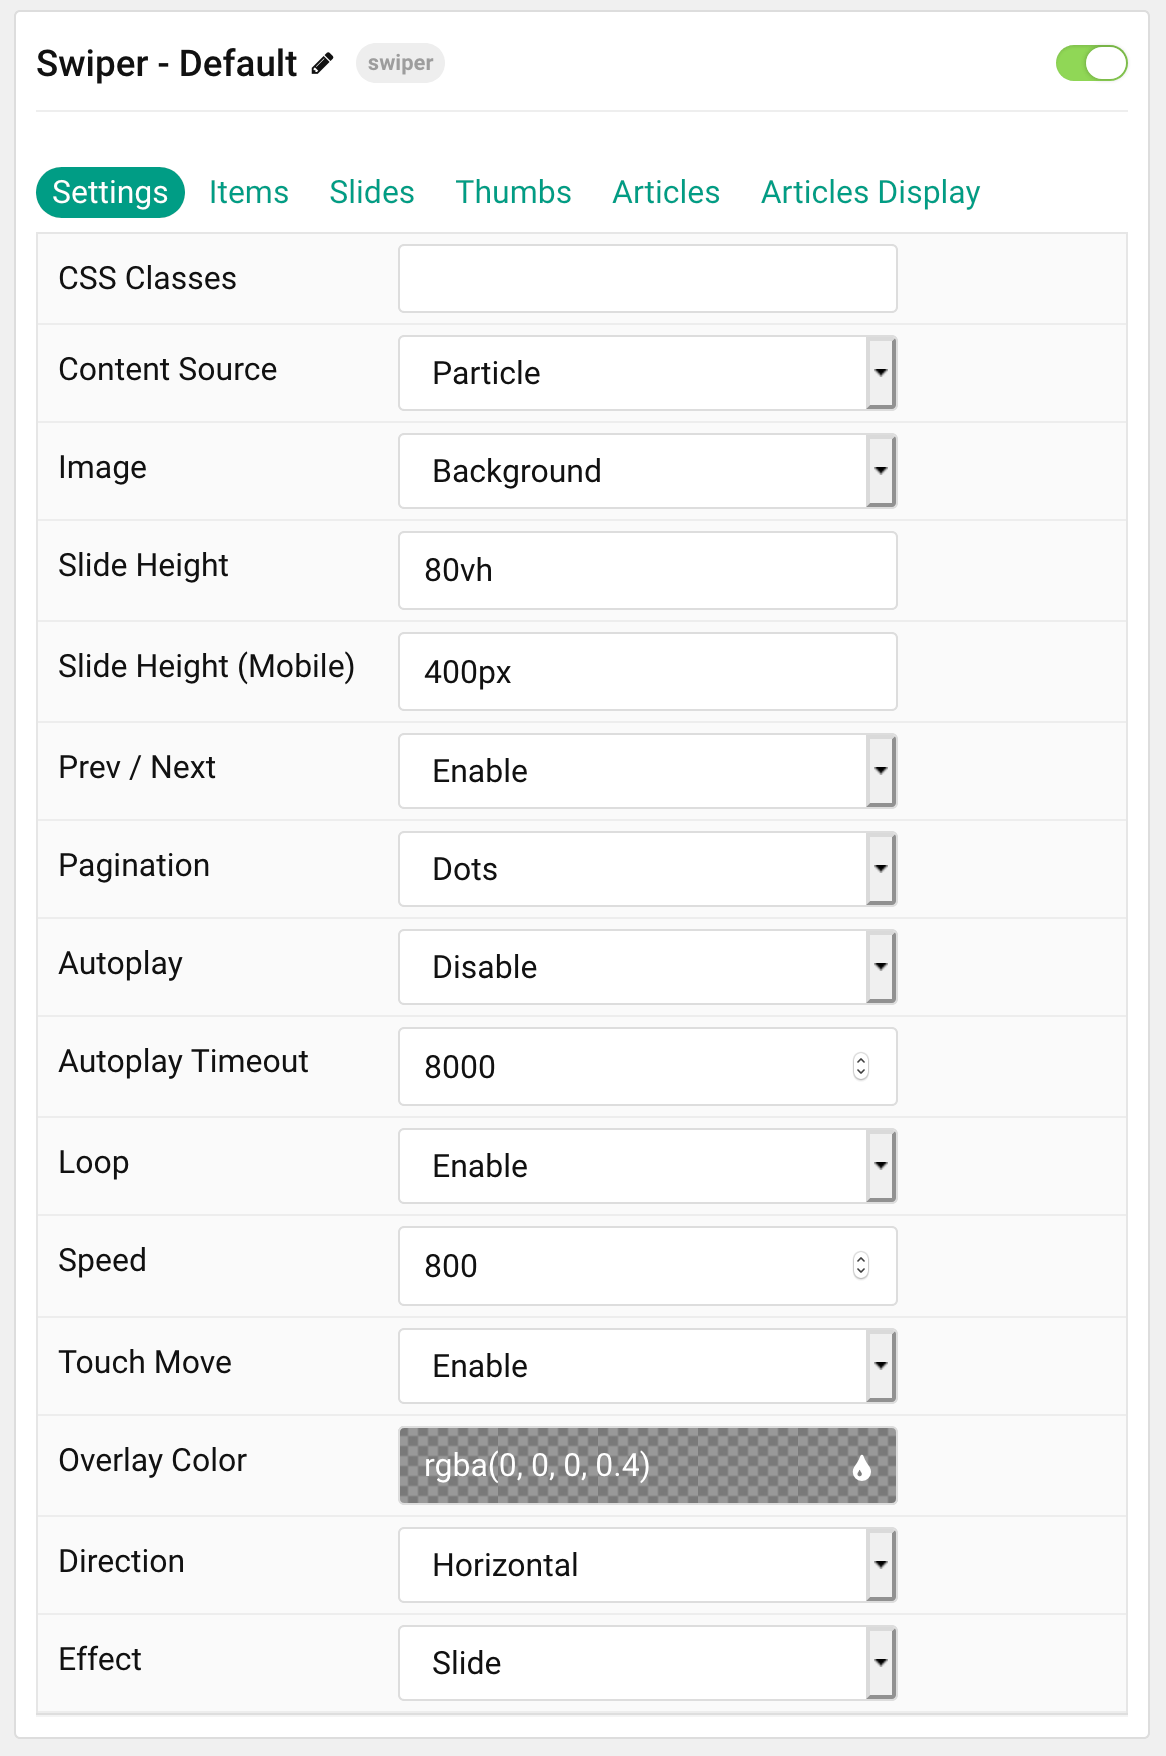 Swiper - Default swiper
Settings Items Slides Thumbs Articles Articles Display
CSS Classes
Content Source Particle
Image Background
Slide Height 80vh
Slide Height (Mobile) 400px
Prev / Next Enable
Pagination Dots
Autoplay Disable
Autoplay Timeout 8000
Loop Enable
Speed 800
Touch Move Enable
Overlay Color rgba(0, 0, 0, 0.4)
Direction Horizontal
Effect Slide